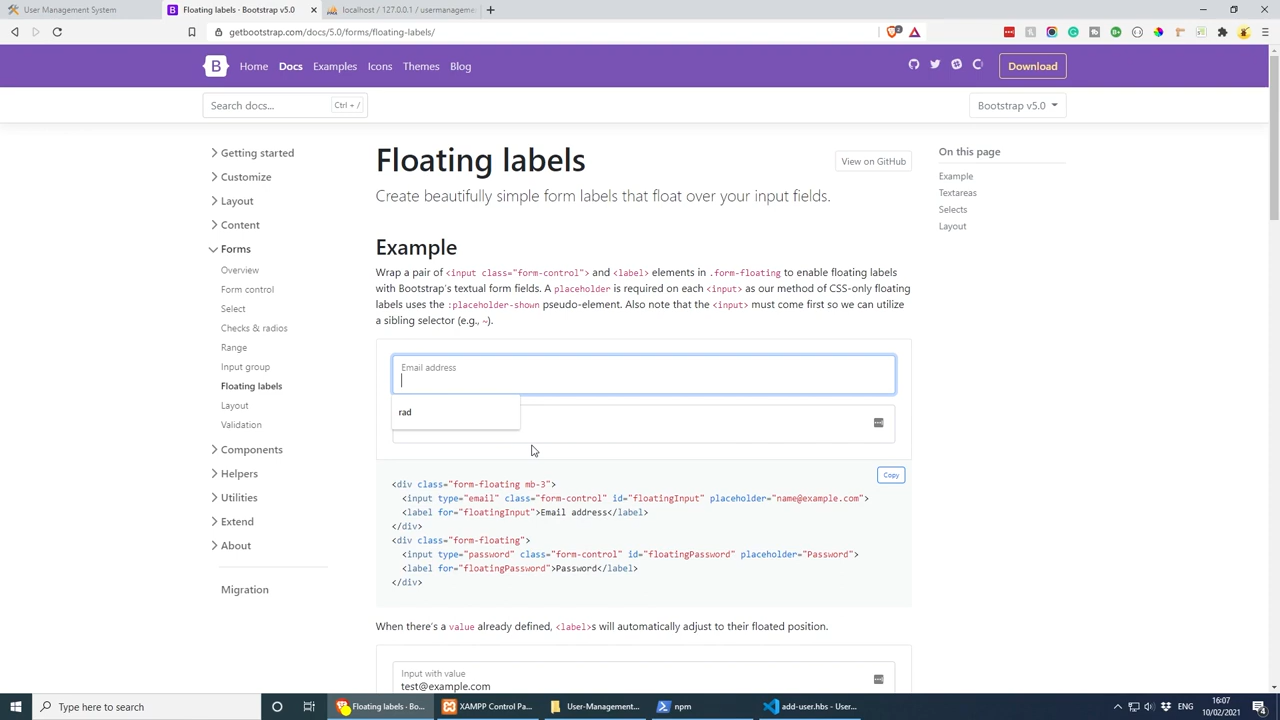 User Management System
Floating labels · Bootstrap v5.0
localhost / 127.0.0.1 / usermanageme
getbootstrap.com/docs/5.0/forms/floating-labels/
B
Home
Docs
Examples
Icons
Themes
Blog
Download
Search docs...
Ctrl + /
Bootstrap v5.0
Getting started
Customize
Layout
Content
Forms
Overview
Form control
Select
Checks & radios
Range
Input group
Floating labels
Layout
Validation
Components
Helpers
Utilities
Extend
About
Migration
Floating labels
View on GitHub
Create beautifully simple form labels that float over your input fields.
Example
Wrap a pair of <input class="form-control"> and <label> elements in .form-floating to enable floating labels
with Bootstrap's textual form fields. A placeholder is required on each <input> as our method of CSS-only floating
labels uses the :placeholder-shown pseudo-element. Also note that the <input> must come first so we can utilize
a sibling selector (e.g., ~).
Email address
rad
Copy
<div class="form-floating mb-3">
<input type="email" class="form-control" id="floatingInput" placeholder="name@example.com">
<label for="floatingInput">Email address</label>
</div>
<div class="form-floating">
<input type="password" class="form-control" id="floatingPassword" placeholder="Password">
<label for="floatingPassword">Password</label>
</div>
When there's a value already defined, <label>s will automatically adjust to their floated position.
Input with value
test@example.com
On this page
Example
Textareas
Selects
Layout
Type here to search
Floating labels · Bo...
XAMPP Control Pa...
User-Management...
npm
add-user.hbs - User...
16:07
10/02/2021